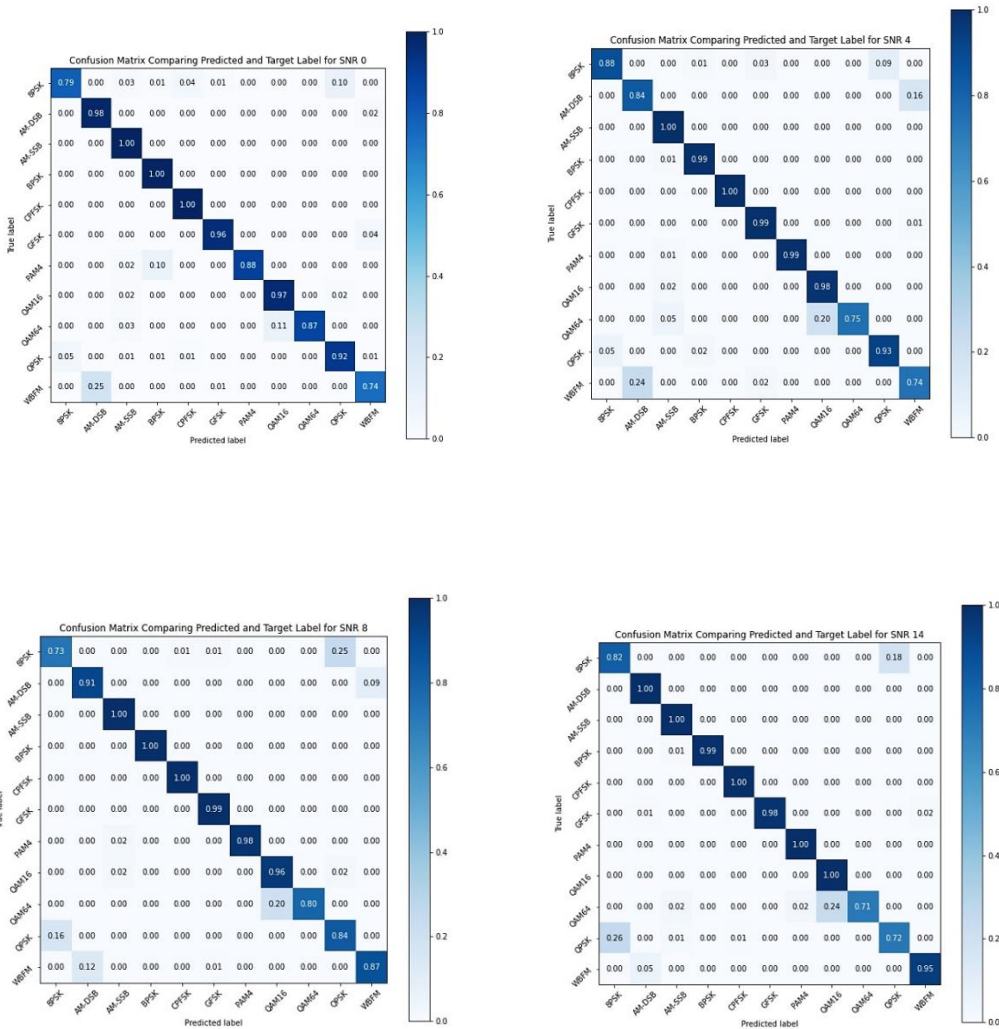 Confusion Matrix Comparing Predicted and Target Label for SNR 0
8PSK 0.79 0.00 0.03 0.01 0.04 0.01 0.00 0.00 0.00 0.10 0.00
AM-DSB 0.00 0.98 0.00 0.00 0.00 0.00 0.00 0.00 0.00 0.00 0.02
AM-SSB 0.00 0.00 1.00 0.00 0.00 0.00 0.00 0.00 0.00 0.00 0.00
BPSK 0.00 0.00 0.00 1.00 0.00 0.00 0.00 0.00 0.00 0.00 0.00
CPFSK 0.00 0.00 0.00 0.00 1.00 0.00 0.00 0.00 0.00 0.00 0.00
GFSK 0.00 0.00 0.00 0.00 0.00 0.96 0.00 0.00 0.00 0.00 0.04
PAM4 0.00 0.00 0.02 0.10 0.00 0.00 0.88 0.00 0.00 0.00 0.00
QAM16 0.00 0.00 0.02 0.00 0.00 0.00 0.00 0.97 0.00 0.02 0.00
QAM64 0.00 0.00 0.03 0.00 0.00 0.00 0.00 0.11 0.87 0.00 0.00
QPSK 0.05 0.00 0.01 0.01 0.01 0.00 0.00 0.00 0.00 0.92 0.01
WBFM 0.00 0.25 0.00 0.00 0.00 0.01 0.00 0.00 0.00 0.00 0.74
8PSK AM-DSB AM-SSB BPSK CPFSK GFSK PAM4 QAM16 QAM64 QPSK WBFM
True label
Predicted label
1.0
0.8
0.6
0.4
0.2
0.0
Confusion Matrix Comparing Predicted and Target Label for SNR 4
8PSK 0.88 0.00 0.00 0.01 0.00 0.03 0.00 0.00 0.00 0.09 0.00
AM-DSB 0.00 0.84 0.00 0.00 0.00 0.00 0.00 0.00 0.00 0.00 0.16
AM-SSB 0.00 0.00 1.00 0.00 0.00 0.00 0.00 0.00 0.00 0.00 0.00
BPSK 0.00 0.00 0.01 0.99 0.00 0.00 0.00 0.00 0.00 0.00 0.00
CPFSK 0.00 0.00 0.00 0.00 1.00 0.00 0.00 0.00 0.00 0.00 0.00
GFSK 0.00 0.00 0.00 0.00 0.00 0.99 0.00 0.00 0.00 0.00 0.01
PAM4 0.00 0.00 0.01 0.00 0.00 0.00 0.99 0.00 0.00 0.00 0.00
QAM16 0.00 0.00 0.02 0.00 0.00 0.00 0.00 0.98 0.00 0.00 0.00
QAM64 0.00 0.00 0.05 0.00 0.00 0.00 0.00 0.20 0.75 0.00 0.00
QPSK 0.05 0.00 0.00 0.02 0.00 0.00 0.00 0.00 0.00 0.93 0.00
WBFM 0.00 0.24 0.00 0.00 0.00 0.02 0.00 0.00 0.00 0.00 0.74
8PSK AM-DSB AM-SSB BPSK CPFSK GFSK PAM4 QAM16 QAM64 QPSK WBFM
True label
Predicted label
1.0
0.8
0.6
0.4
0.2
0.0
Confusion Matrix Comparing Predicted and Target Label for SNR 8
8PSK 0.73 0.00 0.00 0.00 0.01 0.01 0.00 0.00 0.00 0.25 0.00
AM-DSB 0.00 0.91 0.00 0.00 0.00 0.00 0.00 0.00 0.00 0.00 0.09
AM-SSB 0.00 0.00 1.00 0.00 0.00 0.00 0.00 0.00 0.00 0.00 0.00
BPSK 0.00 0.00 0.00 1.00 0.00 0.00 0.00 0.00 0.00 0.00 0.00
CPFSK 0.00 0.00 0.00 0.00 1.00 0.00 0.00 0.00 0.00 0.00 0.00
GFSK 0.00 0.00 0.00 0.00 0.00 0.99 0.00 0.00 0.00 0.00 0.00
PAM4 0.00 0.00 0.02 0.00 0.00 0.00 0.98 0.00 0.00 0.00 0.00
QAM16 0.00 0.00 0.02 0.00 0.00 0.00 0.00 0.96 0.00 0.02 0.00
QAM64 0.00 0.00 0.00 0.00 0.00 0.00 0.00 0.20 0.80 0.00 0.00
QPSK 0.16 0.00 0.00 0.00 0.00 0.00 0.00 0.00 0.00 0.84 0.00
WBFM 0.00 0.12 0.00 0.00 0.00 0.01 0.00 0.00 0.00 0.00 0.87
8PSK AM-DSB AM-SSB BPSK CPFSK GFSK PAM4 QAM16 QAM64 QPSK WBFM
True label
Predicted label
1.0
0.8
0.6
0.4
0.2
0.0
Confusion Matrix Comparing Predicted and Target Label for SNR 14
8PSK 0.82 0.00 0.00 0.00 0.00 0.00 0.00 0.00 0.00 0.18 0.00
AM-DSB 0.00 1.00 0.00 0.00 0.00 0.00 0.00 0.00 0.00 0.00 0.00
AM-SSB 0.00 0.00 1.00 0.00 0.00 0.00 0.00 0.00 0.00 0.00 0.00
BPSK 0.00 0.00 0.01 0.99 0.00 0.00 0.00 0.00 0.00 0.00 0.00
CPFSK 0.00 0.00 0.00 0.00 1.00 0.00 0.00 0.00 0.00 0.00 0.00
GFSK 0.00 0.01 0.00 0.00 0.00 0.98 0.00 0.00 0.00 0.00 0.02
PAM4 0.00 0.00 0.00 0.00 0.00 0.00 1.00 0.00 0.00 0.00 0.00
QAM16 0.00 0.00 0.00 0.00 0.00 0.00 0.00 1.00 0.00 0.00 0.00
QAM64 0.00 0.00 0.02 0.00 0.00 0.00 0.02 0.24 0.71 0.00 0.00
QPSK 0.26 0.00 0.01 0.00 0.01 0.00 0.00 0.00 0.00 0.72 0.00
WBFM 0.00 0.05 0.00 0.00 0.00 0.00 0.00 0.00 0.00 0.00 0.95
8PSK AM-DSB AM-SSB BPSK CPFSK GFSK PAM4 QAM16 QAM64 QPSK WBFM
True label
Predicted label
1.0
0.8
0.6
0.4
0.2
0.0